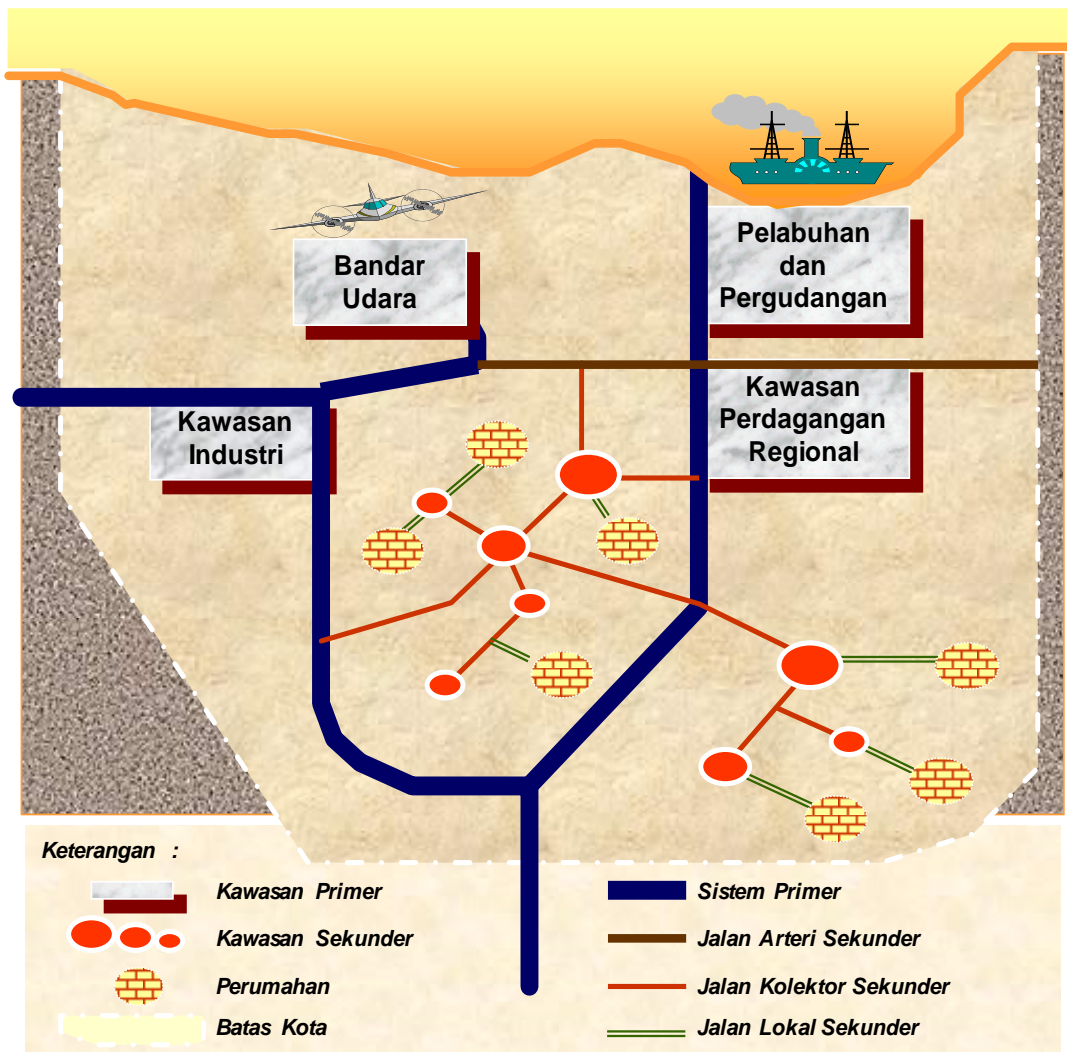 Bandar
Udara
Pelabuhan
dan
Pergudangan
Kawasan
Industri
Kawasan
Perdagangan
Regional
Keterangan :
Kawasan Primer
Kawasan Sekunder
Perumahan
Batas Kota
Sistem Primer
Jalan Arteri Sekunder
Jalan Kolektor Sekunder
Jalan Lokal Sekunder